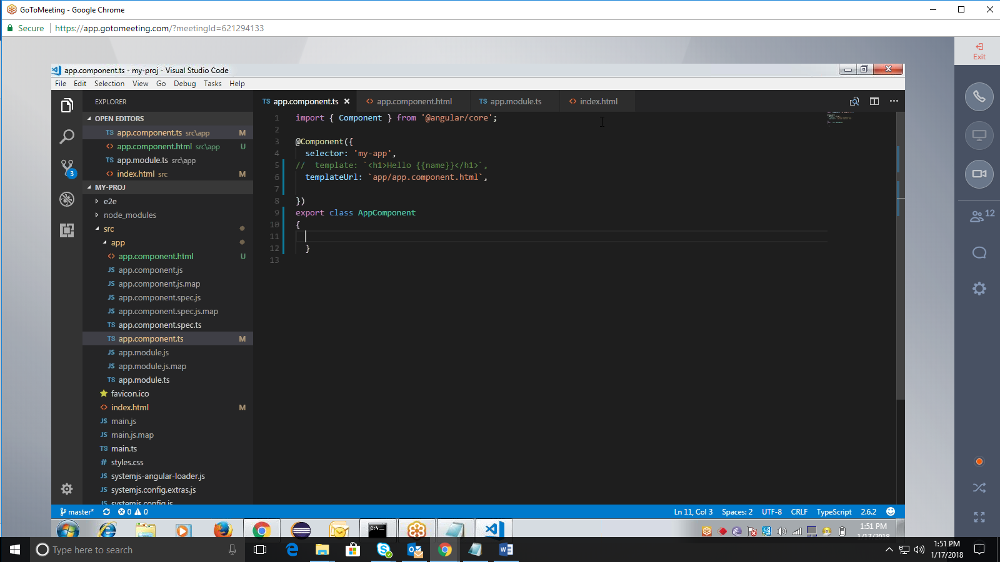 GoToMeeting - Google Chrome
Secure https://app.gotomeeting.com/?meetingId=621294133
Exit
app.component.ts - my-proj - Visual Studio Code
File Edit Selection View Go Debug Tasks Help
EXPLORER
OPEN EDITORS
TS app.component.ts src\app M
<> app.component.html src\app U
TS app.module.ts src\app
<> index.html src M
MY-PROJ
e2e
node_modules
src
app
<> app.component.html U
JS app.component.js
JS app.component.js.map
JS app.component.spec.js
JS app.component.spec.js.map
TS app.component.spec.ts
TS app.component.ts M
JS app.module.js
JS app.module.js.map
TS app.module.ts
favicon.ico
<> index.html M
JS main.js
JS main.js.map
TS main.ts
# styles.css
JS systemjs-angular-loader.js
JS systemjs.config.extras.js
JS systemjs.config.js
3
TS app.component.ts <> app.component.html TS app.module.ts <> index.html
1 import { Component } from '@angular/core';
2
3 @Component({
4 selector: 'my-app',
5 // template: `<h1>Hello {{name}}</h1>`,
6 templateUrl: `app/app.component.html`,
7
8 })
9 export class AppComponent
10 {
11
12 }
13
12
master* 0 0 Ln 11, Col 3 Spaces: 2 UTF-8 CRLF TypeScript 2.6.2
C:\_
1:51 PM
1/17/2018
Type here to search
1:51 PM
1/17/2018